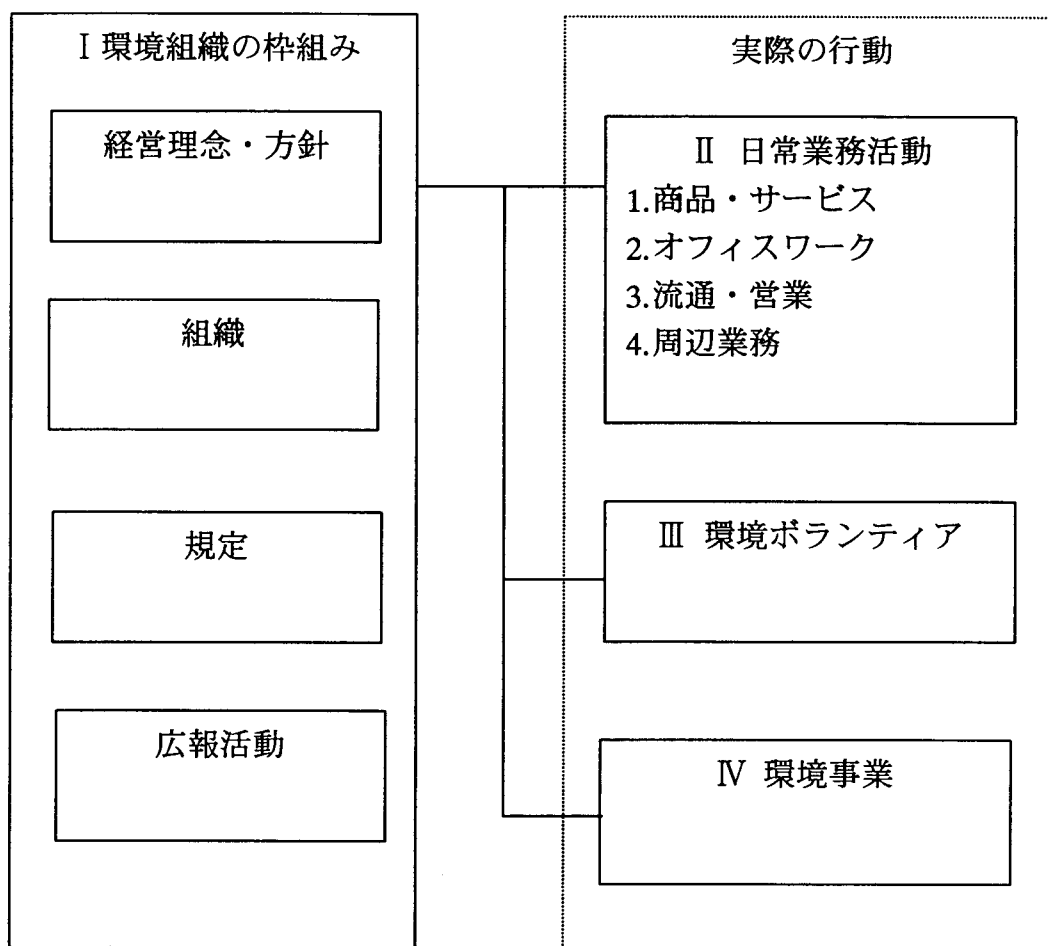 Ⅰ環境組織の枠組み
経営理念・方針
組織
規定
広報活動
実際の行動
Ⅱ 日常業務活動
1.商品・サービス
2.オフィスワーク
3.流通・営業
4.周辺業務
Ⅲ 環境ボランティア
Ⅳ 環境事業